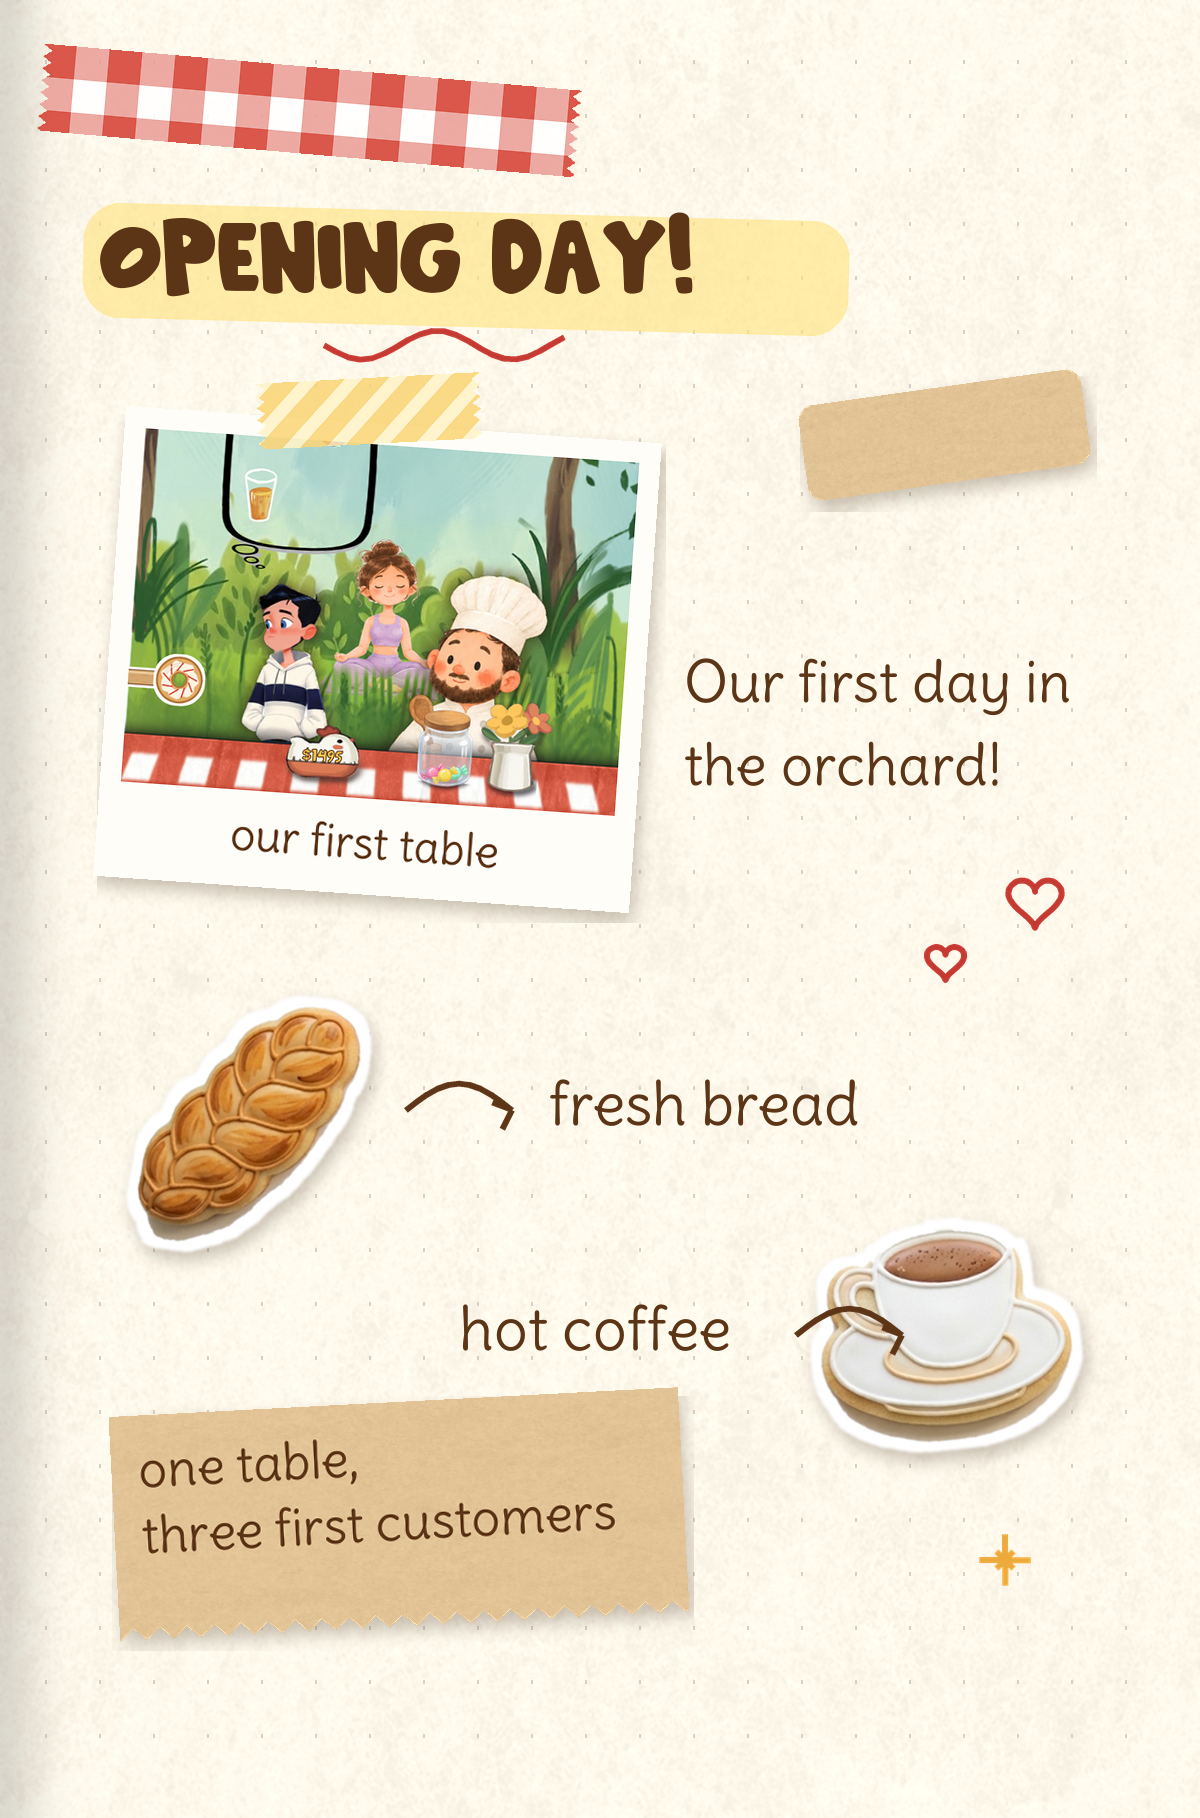 OPENING DAY!
$1495
our first table
Our first day in
the orchard!
fresh bread
hot coffee
one table,
three first customers